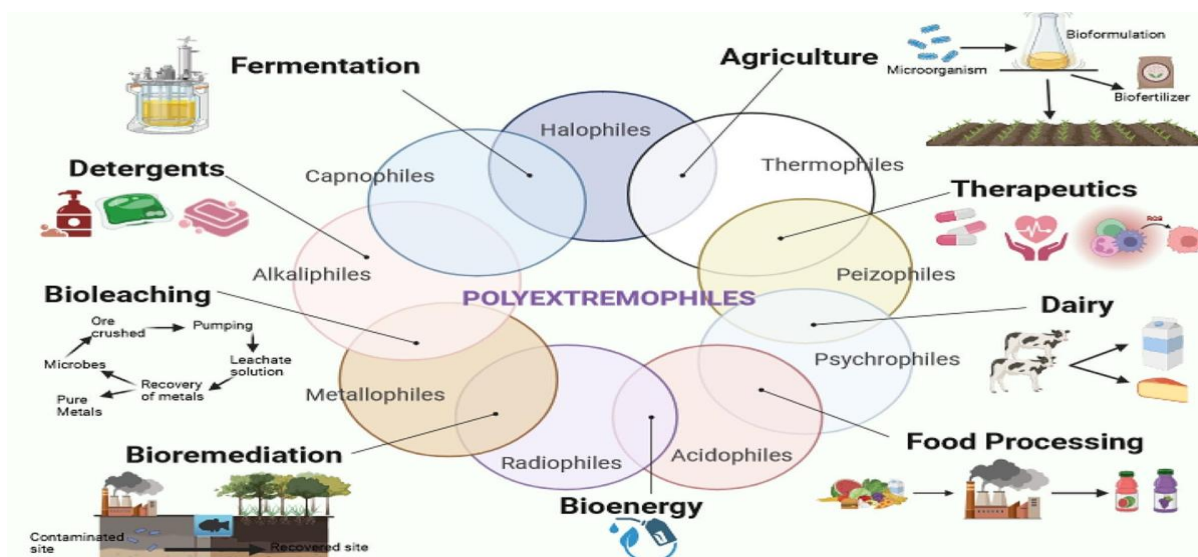 Fermentation
Agriculture
Microorganism
Bioformulation
Biofertilizer
Halophiles
Capnophiles
Thermophiles
Detergents
Therapeutics
ROS
Alkaliphiles
Peizophiles
Bioleaching
POLYEXTREMOPHILES
Dairy
Ore
crushed
Pumping
Microbes
Leachate
solution
Recovery
of metals
Pure
Metals
Metallophiles
Psychrophiles
Bioremediation
Radiophiles
Acidophiles
Food Processing
Bioenergy
Contaminated
site
Recovered site